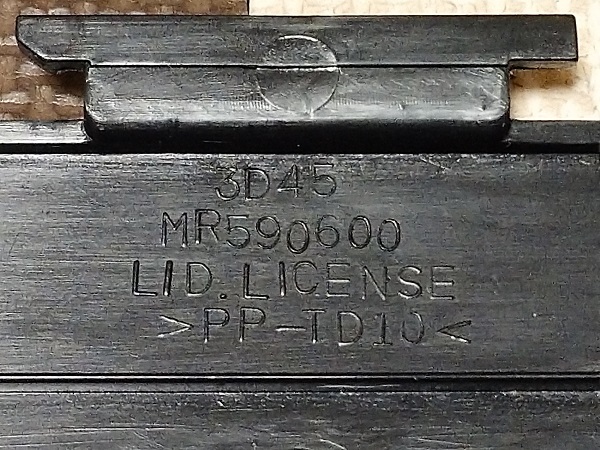 3D45
MR590600
LID. LICENSE
>PP-TD10<